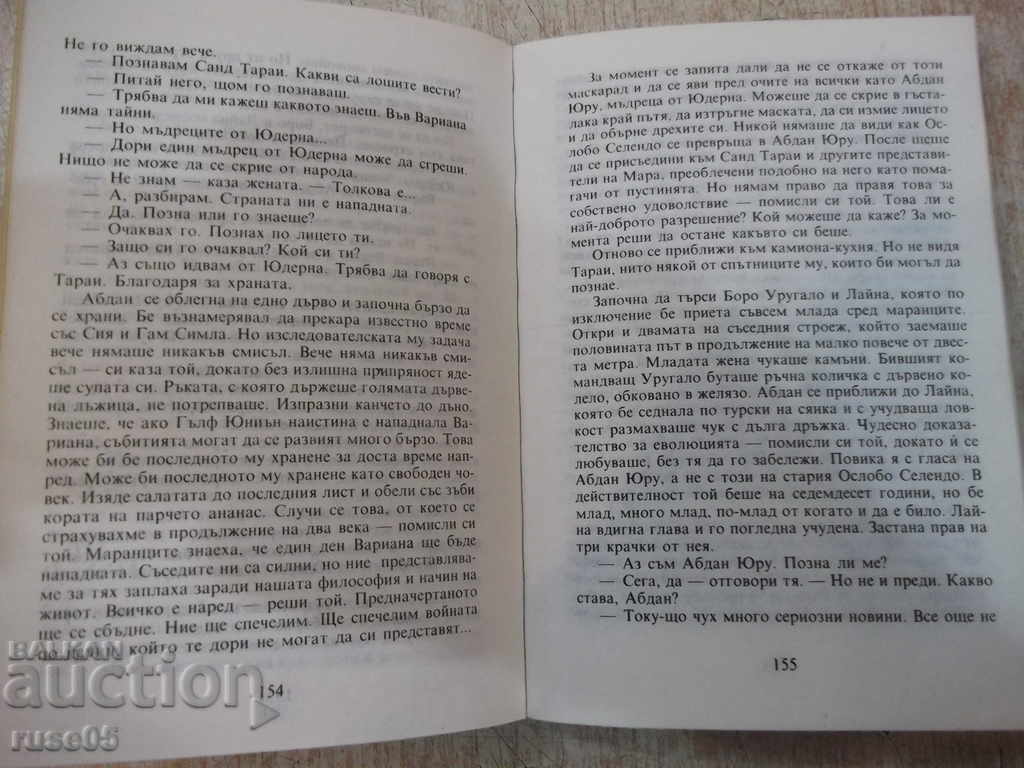 Не го виждам вече.
— Познавам Санд Тараи. Какви са лошите вести?
— Питай него, щом го познаваш.
— Трябва да ми кажеш каквото знаеш. Във Вариана
няма тайни.
— Но мъдреците от Юдерна...
— Дори един мъдрец от Юдерна може да сгреши.
Нищо не може да се скрие от народа.
— Не знам — каза жената. — Толкова е...
— А, разбирам. Страната ни е нападната.
— Да. Позна или го знаеше?
— Очаквах го. Познах по лицето ти.
— Защо си го очаквал? Кой си ти?
— Аз също идвам от Юдерна. Трябва да говоря с
Тараи. Благодаря за храната.
Абдан се облегна на едно дърво и започна бързо да
се храни. Бе възнамерявал да прекара известно време
със Сия и Гам Симла. Но изследователската му задача
вече нямаше никакъв смисъл. Вече няма никакъв сми-
съл — си каза той, докато без излишна припряност яде-
ше супата си. Ръката, с която държеше голямата дърве-
на лъжица, не потрепваше. Изпразни канчето до дъно.
Знаеше, че ако Гълф Юниън наистина е нападнала Ва-
риана, събитията могат да се развият много бързо. Това
може би бе последното му хранене за доста време нап-
ред. Може би последното му хранене като свободен чо-
век. Изяде салатата до последния лист и обели със зъби
кората на парчето ананас. Случи се това, от което се
страхувахме в продължение на два века — помисли си
той. Маранците знаеха, че един ден Вариана ще бъде
нападната. Съседите ни са силни, но ние представлява-
ме за тях заплаха заради нашата философия и начин на
живот. Всичко е наред — реши той. Предначертаното
ще се сбъдне. Ние ще спечелим. Ще спечелим войната
по начин, който те дори не могат да си представят...
154
За момент се запита дали да не се откаже от този
маскарад и да се яви пред очите на всички като Абдан
Юру, мъдреца от Юдерна. Можеше да се скрие в гъста-
лака край пътя, да изтръгне маската, да си измие лицето
и да обърне дрехите си. Никой нямаше да види как Ос-
лобо Селендо се превръща в Абдан Юру. После щеше
да се присъедини към Санд Тараи и другите представи-
тели на Мара, преоблечени подобно на него като пома-
гачи от пустинята. Но нямам право да правя това за
собствено удоволствие — помисли си той. Това ли е
най-доброто разрешение? Кой можеше да каже? За мо-
мента реши да остане какъвто си беше.
Отново се приближи към камиона-кухня. Но не видя
Тараи, нито някой от спътниците му, които би могъл да
познае.
Започна да търси Боро Уругало и Лайна, която по
изключение бе приета съвсем млада сред маранците.
Откри и двамата на съседния строеж, който заемаше
половината път в продължение на малко повече от двес-
та метра. Младата жена чукаше камъни. Бившият ко-
мандващ Уругало буташе ръчна количка с дървено ко-
лело, обковано в желязо. Абдан се приближи до Лайна,
която бе седнала по турски на сянка и с учудваща лов-
кост размахваше чук с дълга дръжка. Чудесно доказа-
телство за еволюцията — помисли си той, докато ѝ се
любуваше, без тя да го забележи. Повика я с гласа на
Абдан Юру, а не с този на стария Ослобо Селендо. В
действителност той беше на седемдесет години, но бе
млад, много млад, по-млад от когато и да е било. Лай-
на вдигна глава и го погледна учудена. Застана прав на
три крачки от нея.
— Аз съм Абдан Юру. Позна ли ме?
— Сега, да — отговори тя. — Но не и преди. Какво
става, Абдан?
— Току-що чух много сериозни новини. Все още не
155
БАЛКАН
auction
ruse05